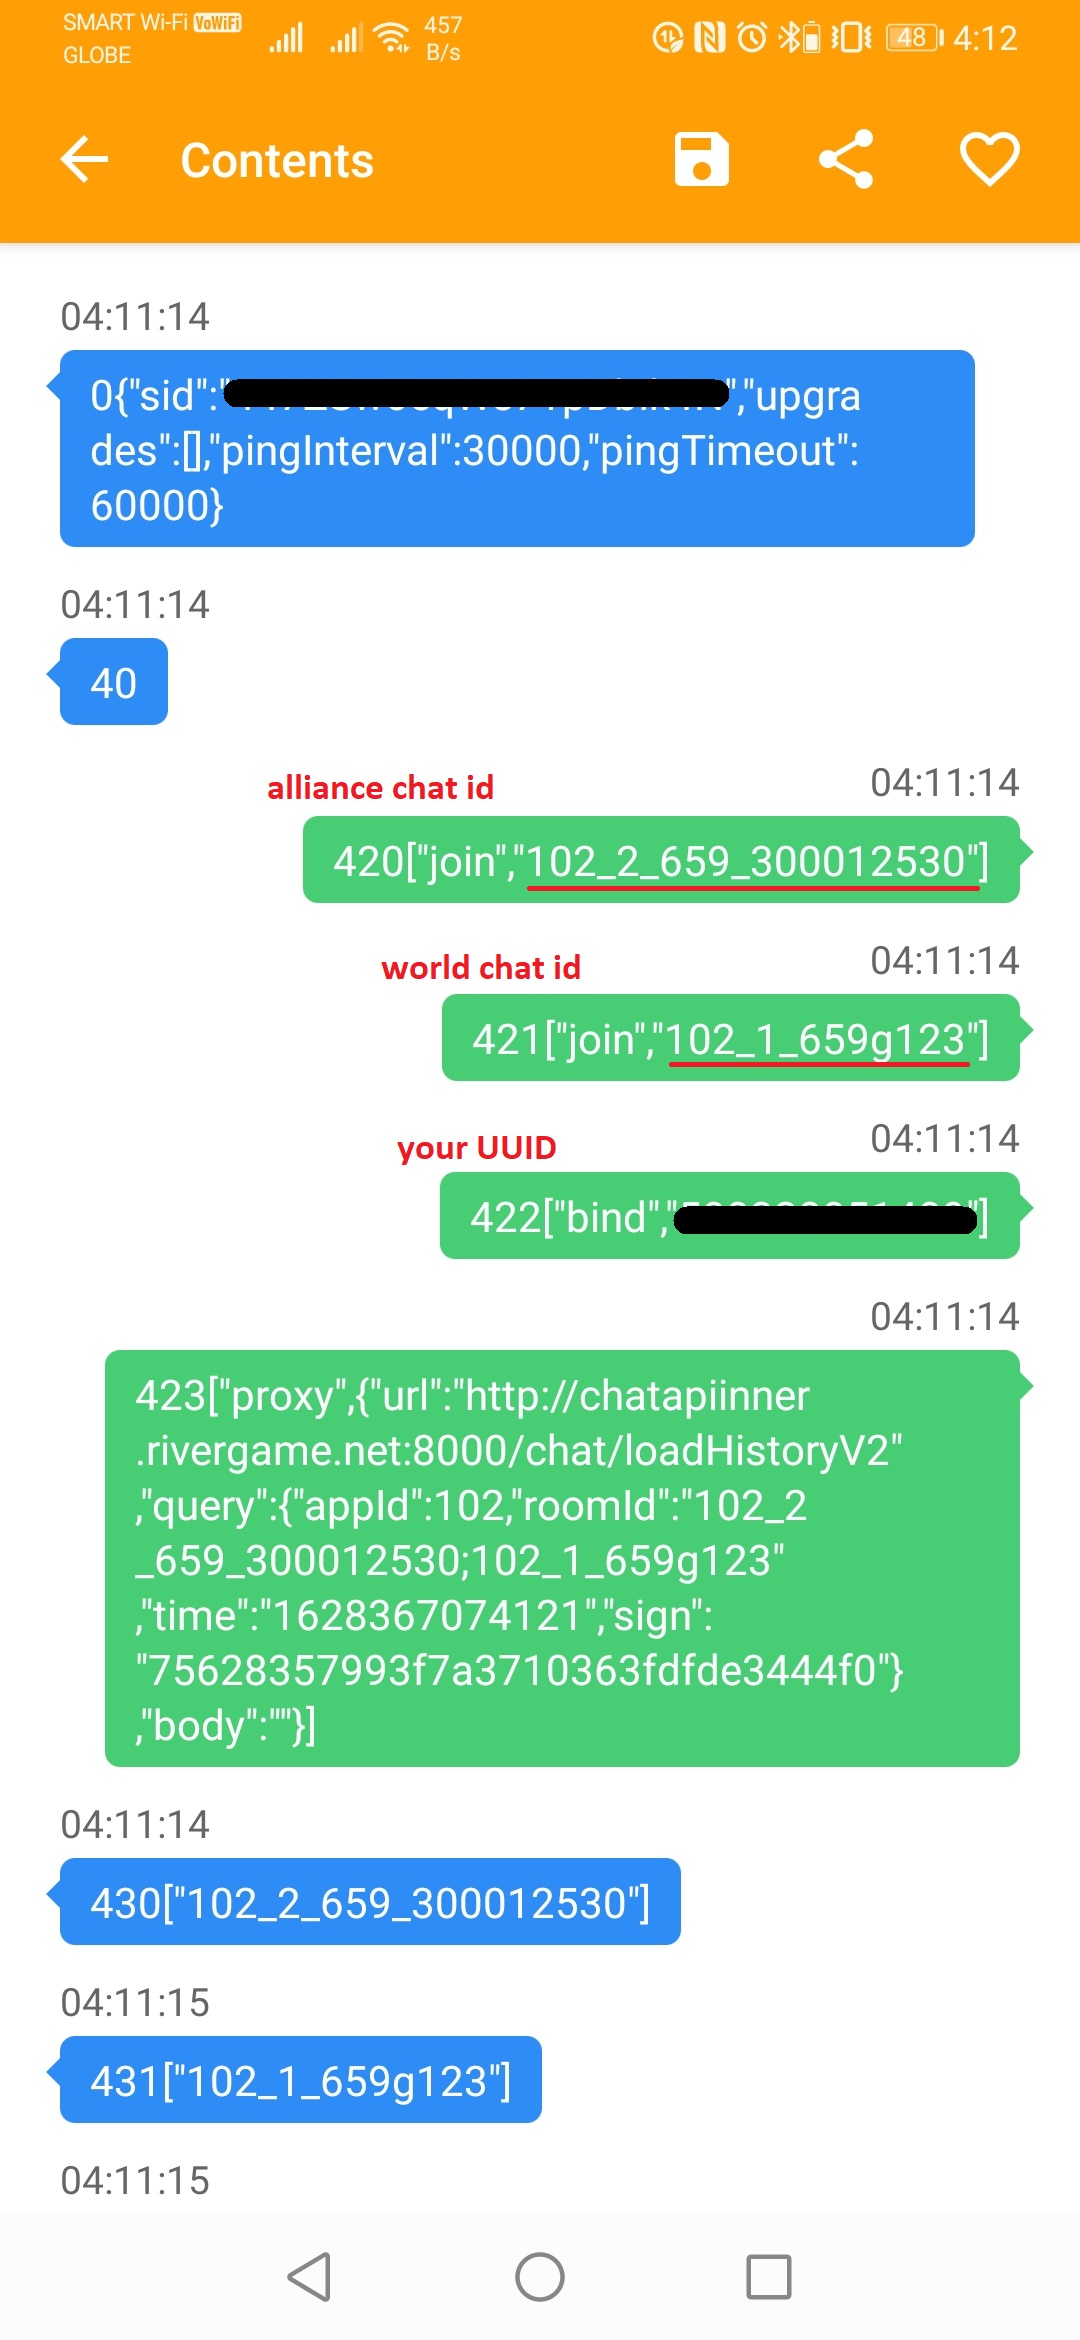 SMART Wi-Fi VoWiFi
GLOBE
457
B/s
48
4:12
Contents
04:11:14
0{"sid":" ","upgra
des":[],"pingInterval":30000,"pingTimeout":
60000}
04:11:14
40
alliance chat id
04:11:14
420["join","102_2_659_300012530"]
world chat id
04:11:14
421["join","102_1_659g123"]
your UUID
04:11:14
422["bind"," "]
04:11:14
423["proxy",{"url":"http://chatapiinner
.rivergame.net:8000/chat/loadHistoryV2"
,"query":{"appId":102,"roomId":"102_2
_659_300012530;102_1_659g123"
,"time":"1628367074121","sign":
"75628357993f7a3710363fdfde3444f0"}
,"body":""}]
04:11:14
430["102_2_659_300012530"]
04:11:15
431["102_1_659g123"]
04:11:15